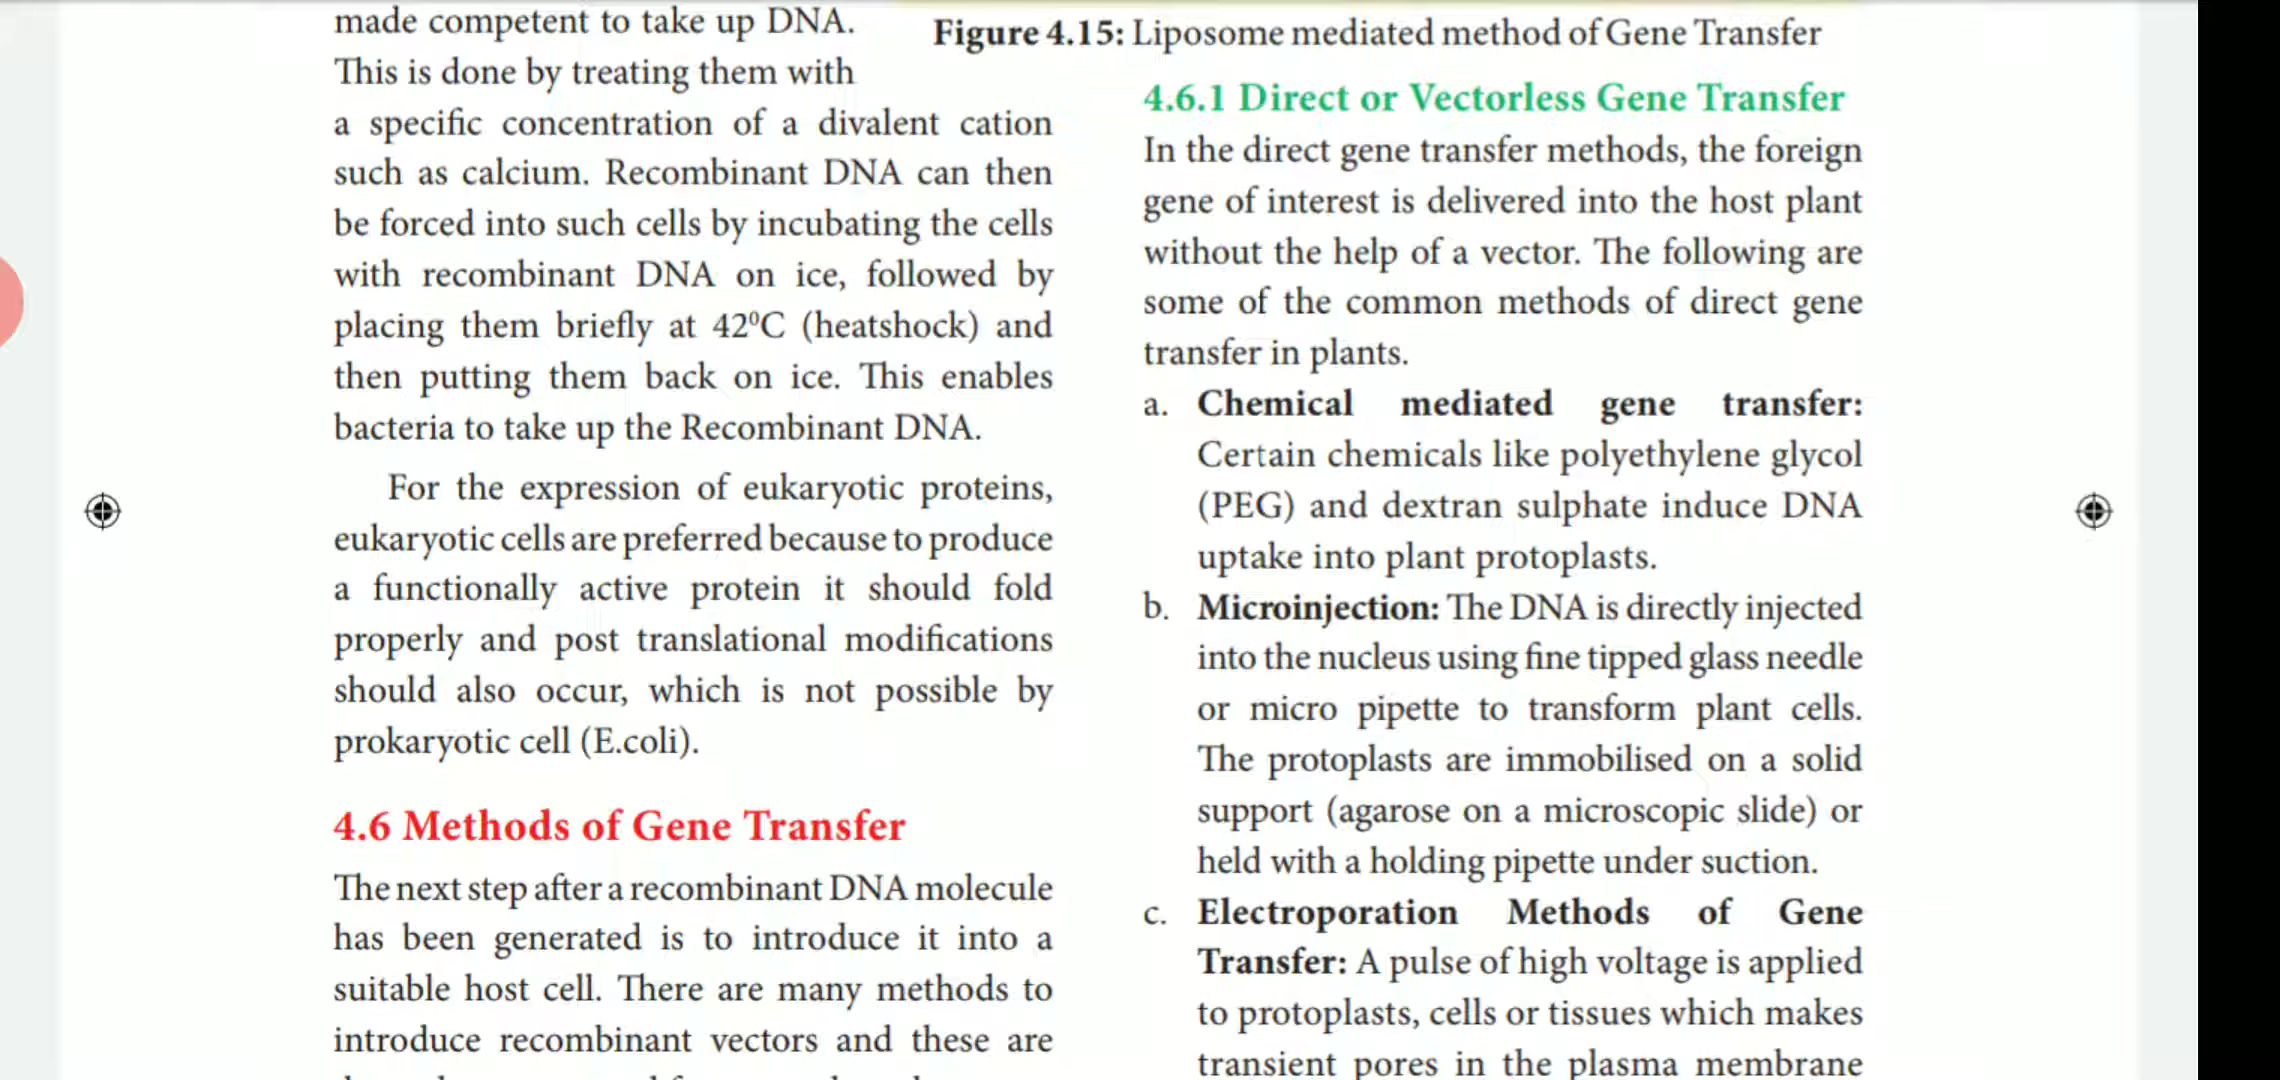 made competent to take up DNA.
This is done by treating them with
a specific concentration of a divalent cation
such as calcium. Recombinant DNA can then
be forced into such cells by incubating the cells
with recombinant DNA on ice, followed by
placing them briefly at 42⁰C (heatshock) and
then putting them back on ice. This enables
bacteria to take up the Recombinant DNA.
For the expression of eukaryotic proteins,
eukaryotic cells are preferred because to produce
a functionally active protein it should fold
properly and post translational modifications
should also occur, which is not possible by
prokaryotic cell (E.coli).
4.6 Methods of Gene Transfer
The next step after a recombinant DNA molecule
has been generated is to introduce it into a
suitable host cell. There are many methods to
introduce recombinant vectors and these are
Figure 4.15: Liposome mediated method of Gene Transfer
4.6.1 Direct or Vectorless Gene Transfer
In the direct gene transfer methods, the foreign
gene of interest is delivered into the host plant
without the help of a vector. The following are
some of the common methods of direct gene
transfer in plants.
a. Chemical mediated gene transfer:
Certain chemicals like polyethylene glycol
(PEG) and dextran sulphate induce DNA
uptake into plant protoplasts.
b. Microinjection: The DNA is directly injected
into the nucleus using fine tipped glass needle
or micro pipette to transform plant cells.
The protoplasts are immobilised on a solid
support (agarose on a microscopic slide) or
held with a holding pipette under suction.
c. Electroporation Methods of Gene
Transfer: A pulse of high voltage is applied
to protoplasts, cells or tissues which makes
transient pores in the plasma membrane